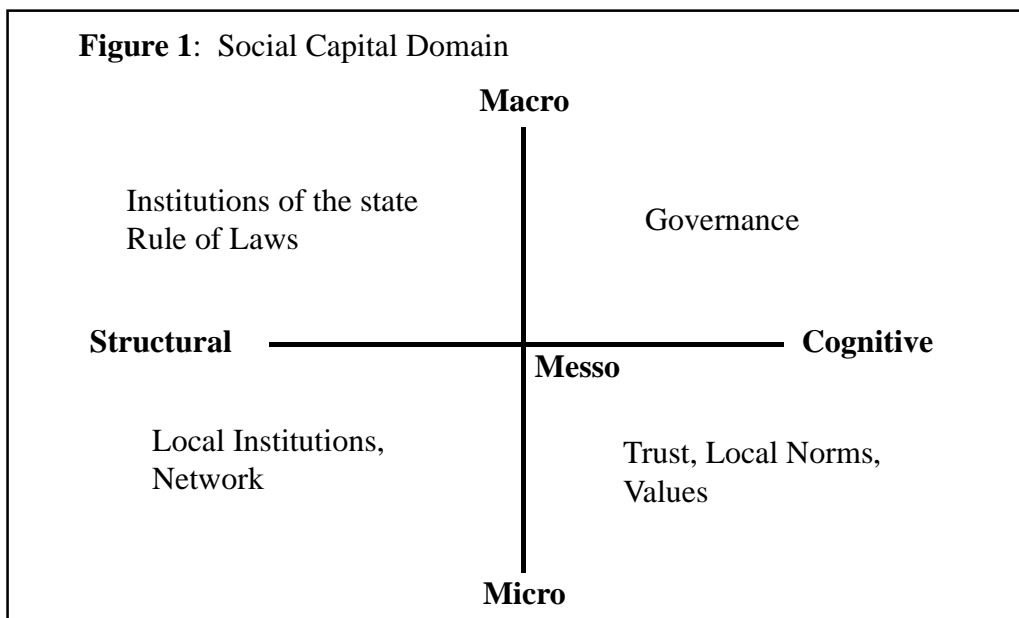 Figure 1: Social Capital Domain
Macro
Institutions of the state
Rule of Laws
Governance
Structural
Cognitive
Messo
Local Institutions,
Network
Trust, Local Norms,
Values
Micro